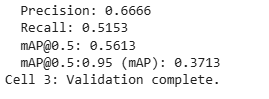 Precision: 0.6666
Recall: 0.5153
mAP@0.5: 0.5613
mAP@0.5:0.95 (mAP): 0.3713
Cell 3: Validation complete.